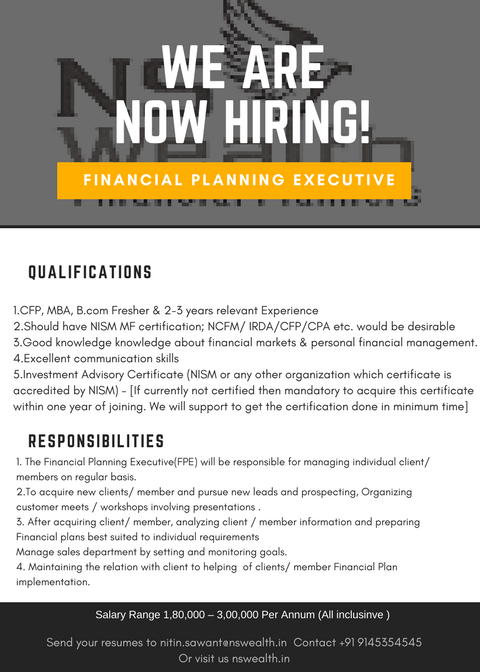 WE ARE
NOW HIRING!
NS
Wealth
Financial Planners
FINANCIAL PLANNING EXECUTIVE
QUALIFICATIONS
1.CFP, MBA, B.com Fresher & 2-3 years relevant Experience
2.Should have NISM MF certification; NCFM/ IRDA/CFP/CPA etc. would be desirable
3.Good knowledge knowledge about financial markets & personal financial management.
4.Excellent communication skills
5.Investment Advisory Certificate (NISM or any other organization which certificate is
accredited by NISM) - [If currently not certified then mandatory to acquire this certificate
within one year of joining. We will support to get the certification done in minimum time]
RESPONSIBILITIES
1. The Financial Planning Executive(FPE) will be responsible for managing individual client/
members on regular basis.
2.To acquire new clients/ member and pursue new leads and prospecting, Organizing
customer meets / workshops involving presentations .
3. After acquiring client/ member, analyzing client / member information and preparing
Financial plans best suited to individual requirements
Manage sales department by setting and monitoring goals.
4. Maintaining the relation with client to helping of clients/ member Financial Plan
implementation.
Salary Range 1,80,000 – 3,00,000 Per Annum (All inclusinve )
Send your resumes to nitin.sawant@nswealth.in Contact +91 9145354545
Or visit us nswealth.in